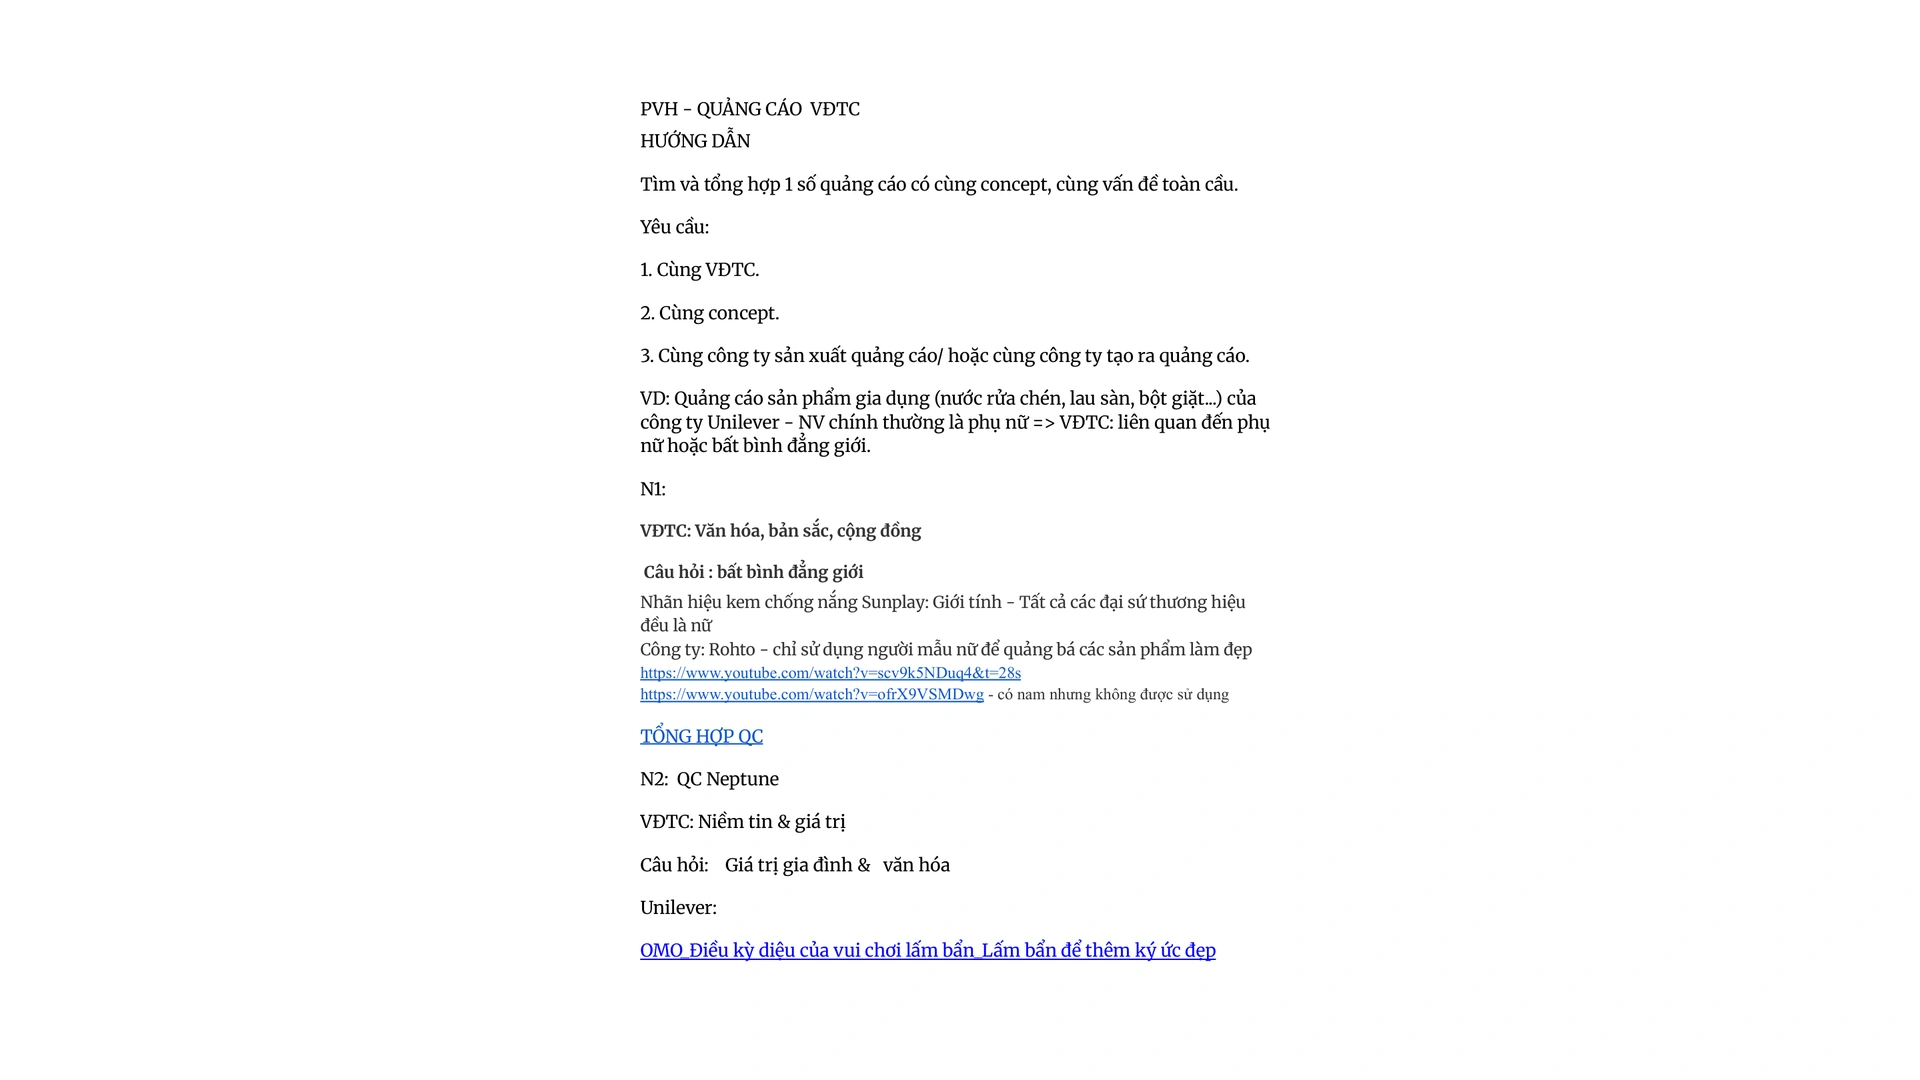 PVH - QUẢNG CÁO  VĐTC
HƯỚNG DẪN
Tìm và tổng hợp 1 số quảng cáo có cùng concept, cùng vấn đề toàn cầu.
Yêu cầu:
1. Cùng VĐTC.
2. Cùng concept.
3. Cùng công ty sản xuất quảng cáo/ hoặc cùng công ty tạo ra quảng cáo.
VD: Quảng cáo sản phẩm gia dụng (nước rửa chén, lau sàn, bột giặt...) của
công ty Unilever - NV chính thường là phụ nữ => VĐTC: liên quan đến phụ
nữ hoặc bất bình đẳng giới.
N1:
VĐTC: Văn hóa, bản sắc, cộng đồng
Câu hỏi : bất bình đẳng giới
Nhãn hiệu kem chống nắng Sunplay: Giới tính - Tất cả các đại sứ thương hiệu
đều là nữ
Công ty: Rohto - chỉ sử dụng người mẫu nữ để quảng bá các sản phẩm làm đẹp
https://www.youtube.com/watch?v=scv9k5NDuq4&t=28s
https://www.youtube.com/watch?v=ofrX9VSMDwg - có nam nhưng không được sử dụng
TỔNG HỢP QC
N2:  QC Neptune
VĐTC: Niềm tin & giá trị
Câu hỏi:   Giá trị gia đình &  văn hóa
Unilever:
OMO_Điều kỳ diệu của vui chơi lấm bẩn_Lấm bẩn để thêm ký ức đẹp